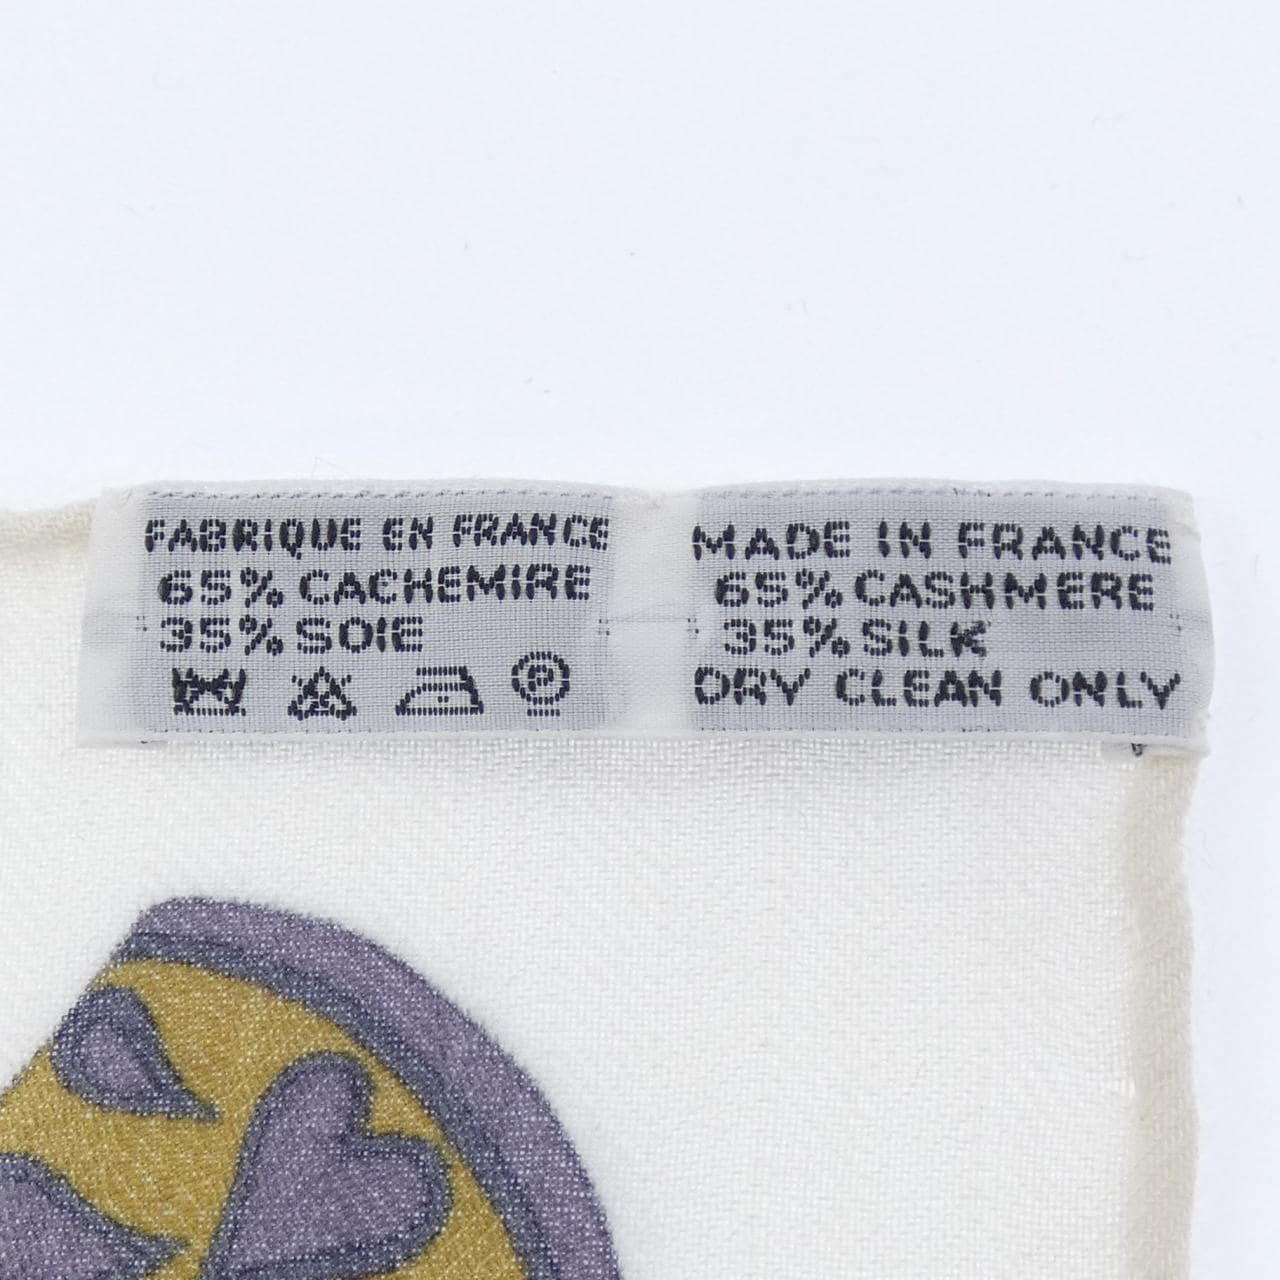 FABRIQUE EN FRANCE
65% CACHEMIRE
35% SOIE
P
MADE IN FRANCE
65% CASHMERE
35% SILK
DRY CLEAN ONLY